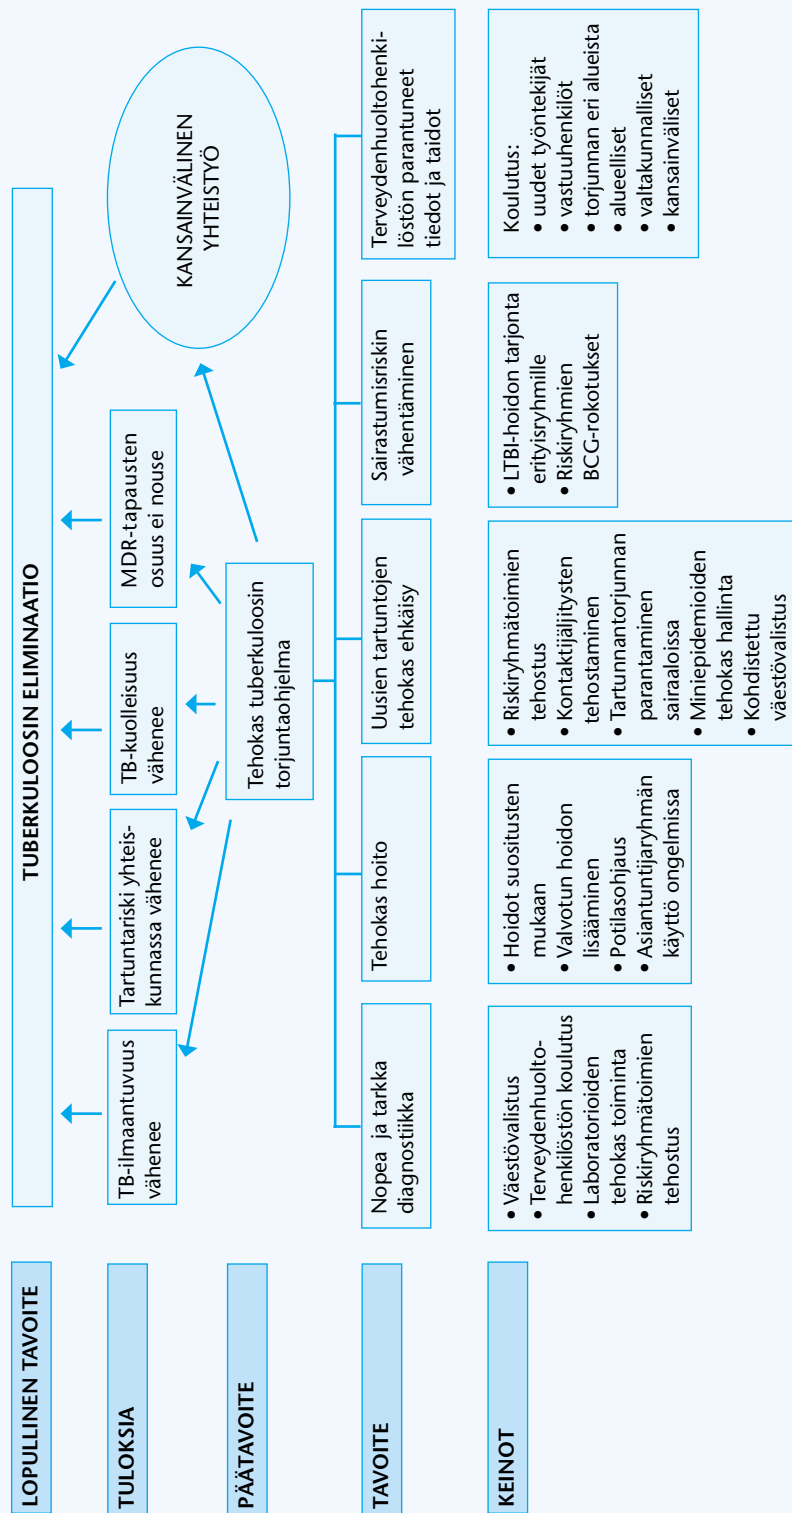 LOPULLINEN TAVOITE
TUBERKULOOSIN ELIMINAATIO
TULOKSIA
TB-ilmaantuvuus
vähenee
Tartuntariski yhteis-
kunnassa vähenee
TB-kuolleisuus
vähenee
MDR-tapausten
osuus ei nouse
KANSAINVÄLINEN
YHTEISTYÖ
PÄÄTAVOITE
Tehokas tuberkuloosin
torjuntaohjelma
TAVOITE
Nopea ja tarkka
diagnostiikka
Tehokas hoito
Uusien tartuntojen
tehokas ehkäisy
Sairastumisriskin
vähentäminen
Terveydenhuoltohenki-
löstön parantuneet
tiedot ja taidot
KEINOT
• Väestövalistus
• Terveydenhuolto-
henkilöstön koulutus
• Laboratorioiden
tehokas toiminta
• Riskiryhmätoimien
tehostus
• Hoidot suositusten
mukaan
• Valvotun hoidon
lisääminen
• Potilasohjaus
• Asiantuntijaryhmän
käyttö ongelmissa
• Riskiryhmätoimien
tehostus
• Kontaktijäljitysten
tehostaminen
• Tartunnantorjunnan
parantaminen
sairaaloissa
• Miniepidemioiden
tehokas hallinta
• Kohdistettu
väestövalistus
• LTBI-hoidon tarjonta
erityisryhmille
• Riskiryhmien
BCG-rokotukset
Koulutus:
• uudet työntekijät
• vastuuhenkilöt
• torjunnan eri alueista
• alueelliset
• valtakunnalliset
• kansainväliset